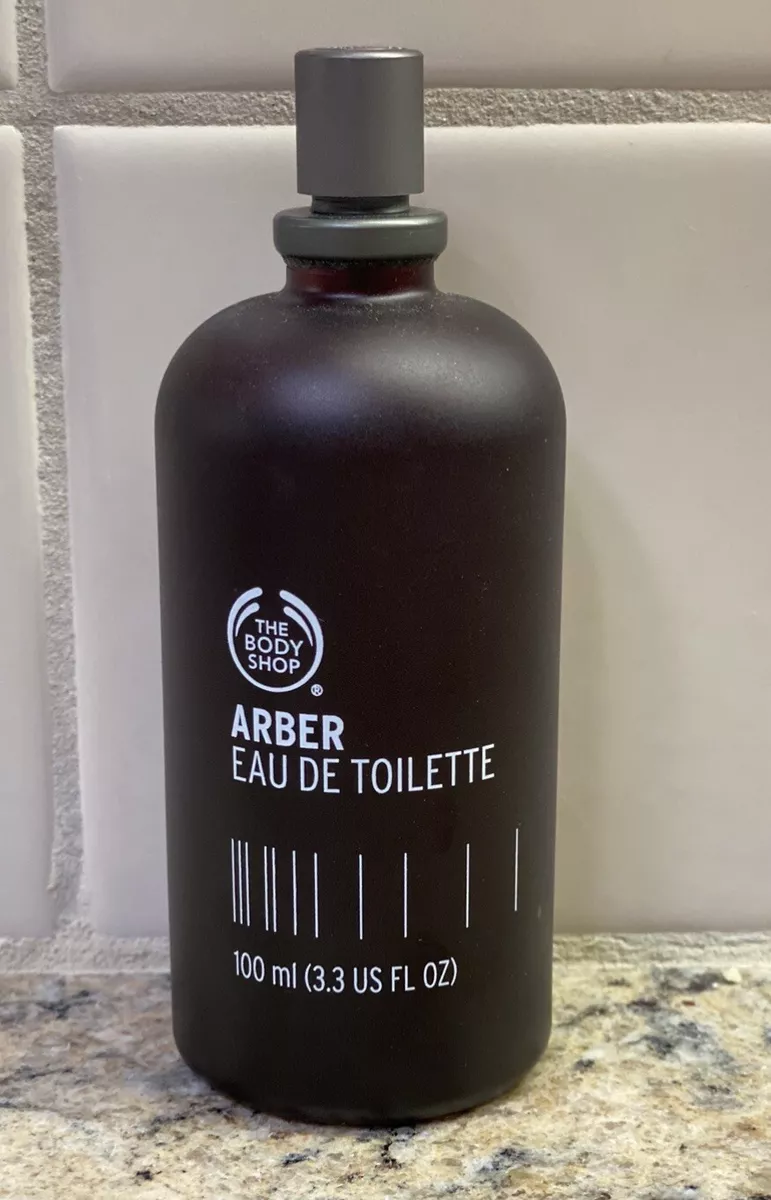 THE
BODY
SHOP
®
ARBER
EAU DE TOILETTE
100 ml (3.3 US FL OZ)